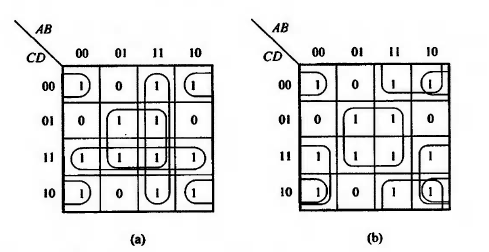 AB
CD 00 01 11 10
00 1 0 1 1
01 0 1 1 0
11 1 1 1 1
10 1 0 1 1
(a)
AB
CD 00 01 11 10
00 1 0 1 1
01 0 1 1 0
11 1 1 1 1
10 1 0 1 1
(b)